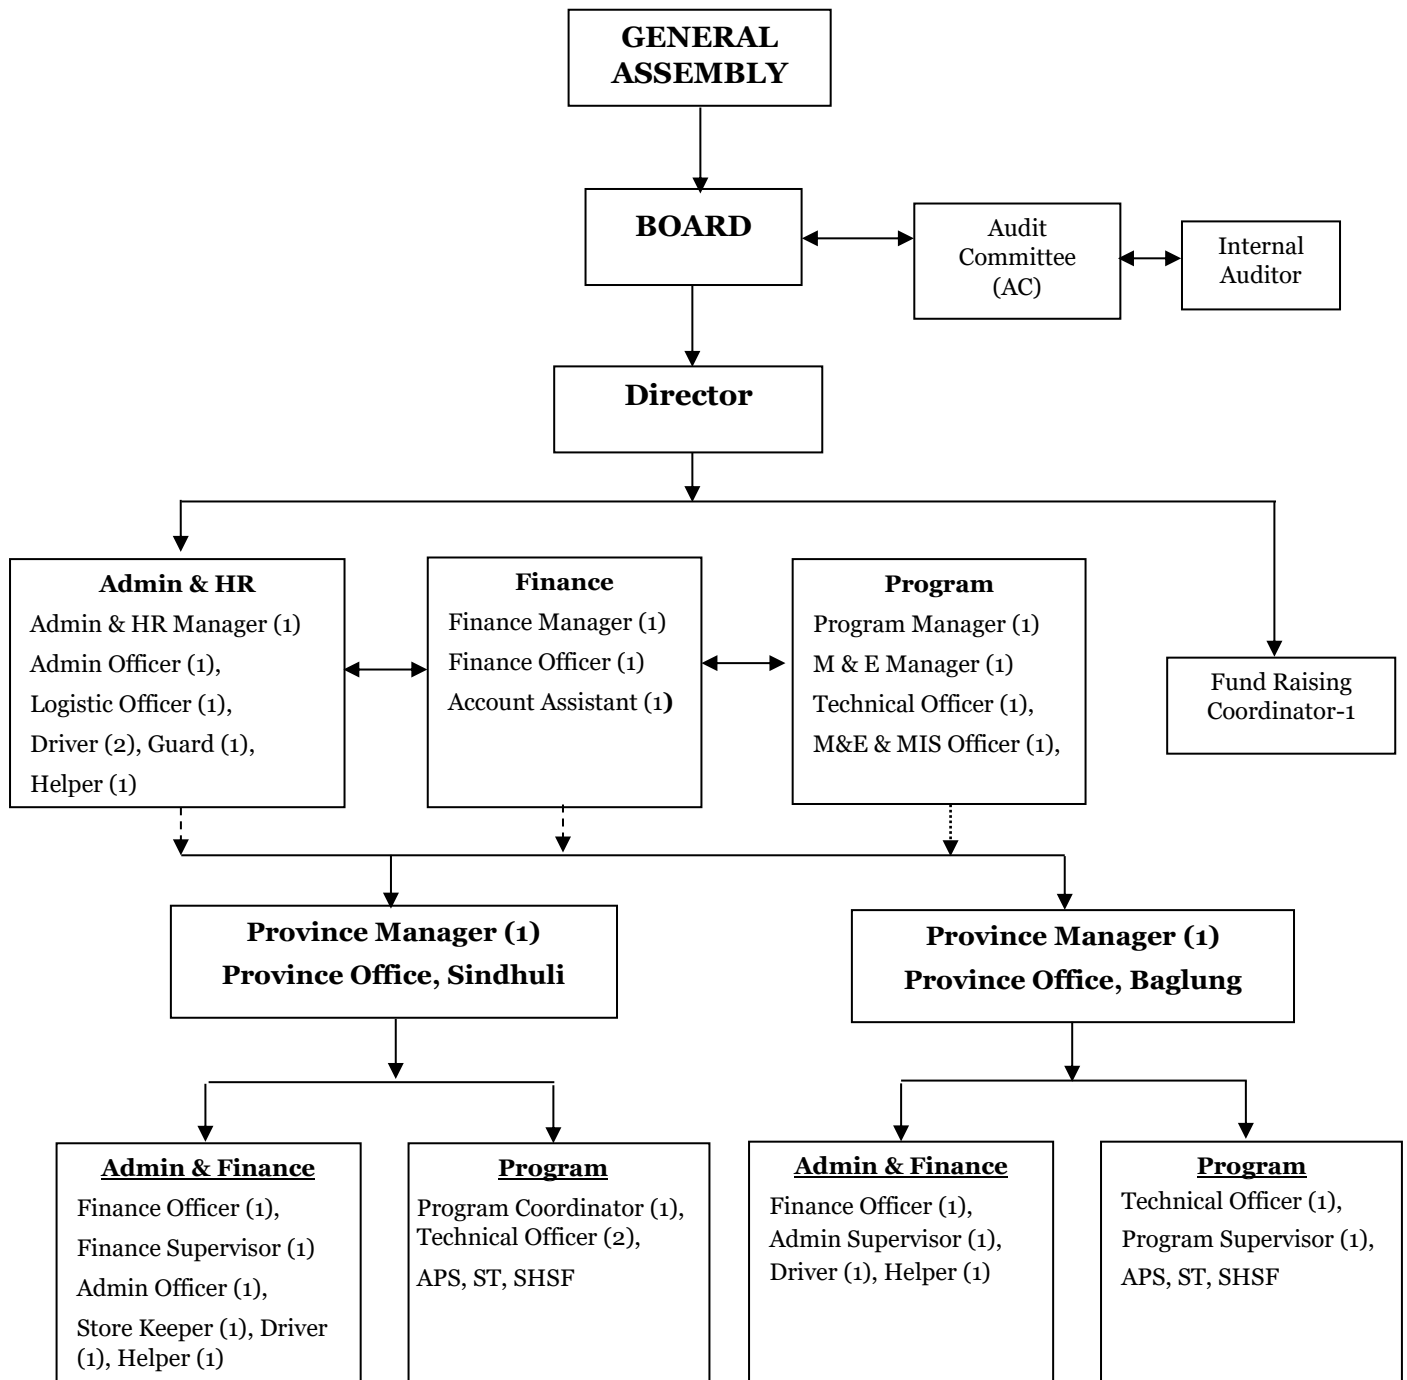 GENERAL
ASSEMBLY
BOARD
Audit
Committee
(AC)
Internal
Auditor
Director
Admin & HR
Admin & HR Manager (1)
Admin Officer (1),
Logistic Officer (1),
Driver (2), Guard (1),
Helper (1)
Finance
Finance Manager (1)
Finance Officer (1)
Account Assistant (1)
Program
Program Manager (1)
M & E Manager (1)
Technical Officer (1),
M&E & MIS Officer (1),
Fund Raising
Coordinator-1
Province Manager (1)
Province Office, Sindhuli
Province Manager (1)
Province Office, Baglung
Admin & Finance
Finance Officer (1),
Finance Supervisor (1)
Admin Officer (1),
Store Keeper (1), Driver
(1), Helper (1)
Program
Program Coordinator (1),
Technical Officer (2),
APS, ST, SHSF
Admin & Finance
Finance Officer (1),
Admin Supervisor (1),
Driver (1), Helper (1)
Program
Technical Officer (1),
Program Supervisor (1),
APS, ST, SHSF